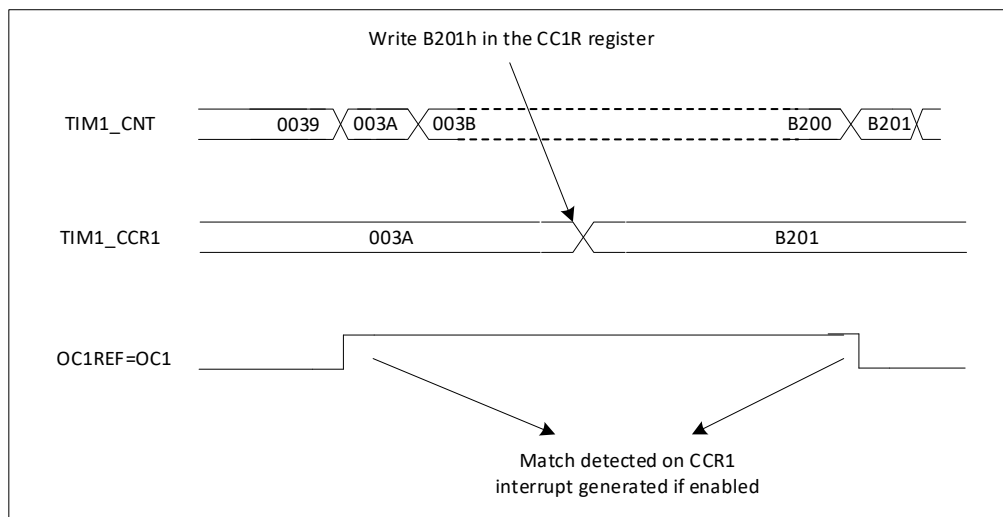 Write B201h in the CC1R register
TIM1_CNT
0039
003A
003B
B200
B201
TIM1_CCR1
003A
B201
OC1REF=OC1
Match detected on CCR1
interrupt generated if enabled